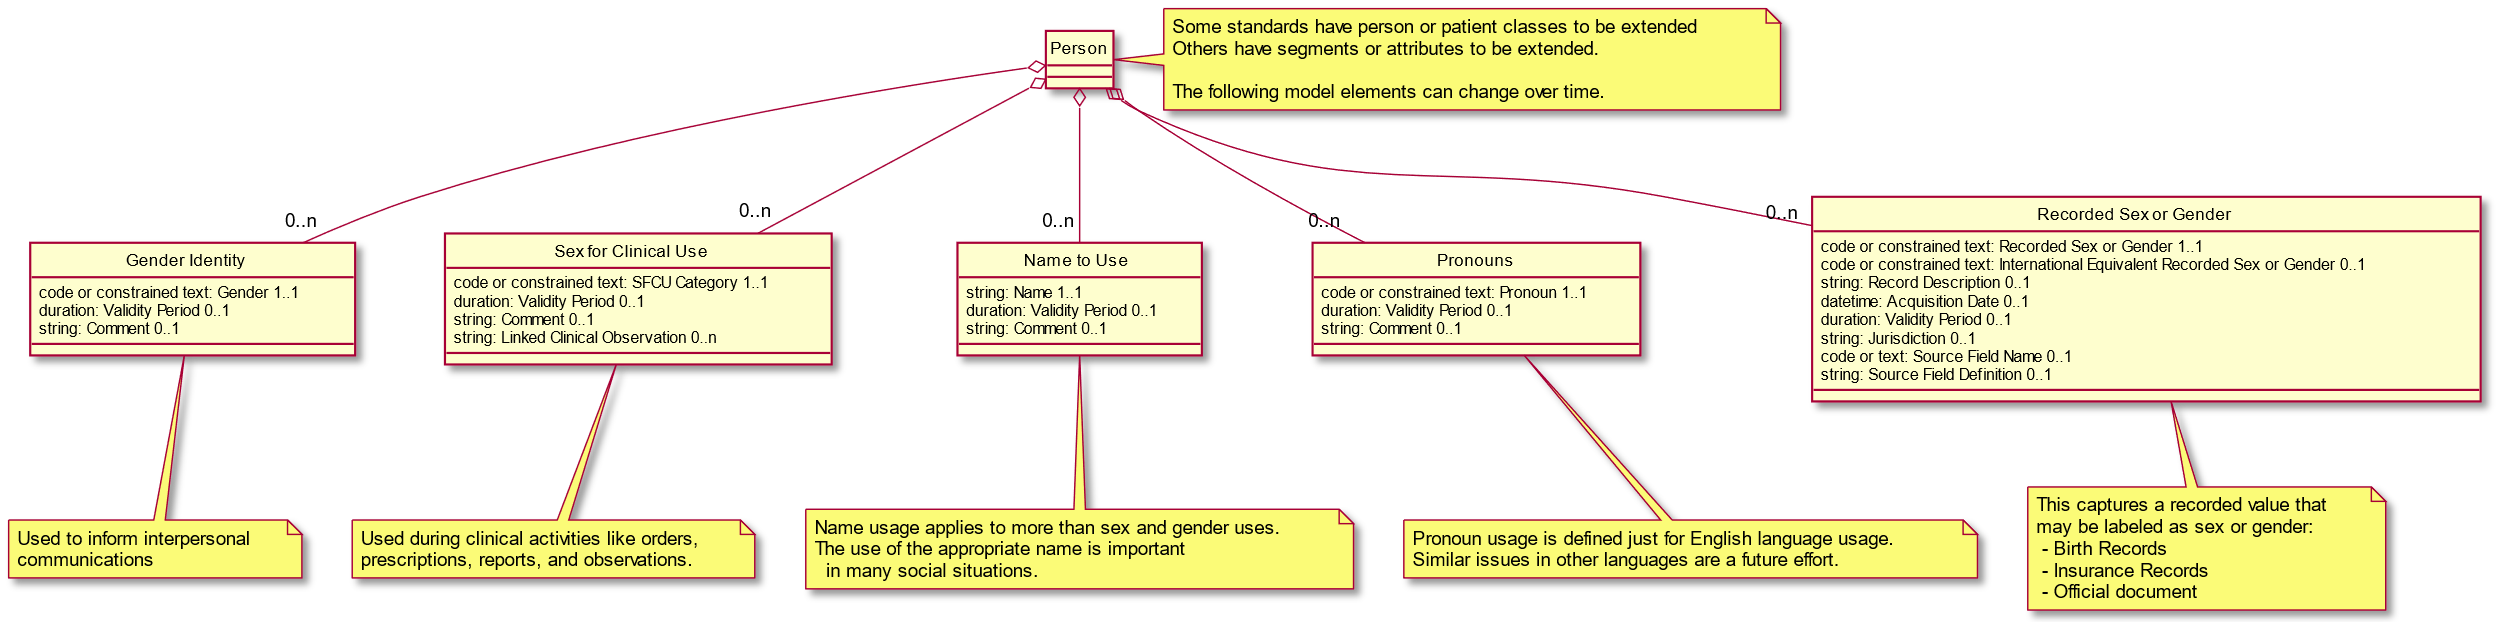 Person
Some standards have person or patient classes to be extended
Others have segments or attributes to be extended.
The following model elements can change over time.
0..n
0..n
0..n
0..n
0..n
Gender Identity
code or constrained text: Gender 1..1
duration: Validity Period 0..1
string: Comment 0..1
Sex for Clinical Use
code or constrained text: SFCU Category 1..1
duration: Validity Period 0..1
string: Comment 0..1
string: Linked Clinical Observation 0..n
Name to Use
string: Name 1..1
duration: Validity Period 0..1
string: Comment 0..1
Pronouns
code or constrained text: Pronoun 1..1
duration: Validity Period 0..1
string: Comment 0..1
Recorded Sex or Gender
code or constrained text: Recorded Sex or Gender 1..1
code or constrained text: International Equivalent Recorded Sex or Gender 0..1
string: Record Description 0..1
datetime: Acquisition Date 0..1
duration: Validity Period 0..1
string: Jurisdiction 0..1
code or text: Source Field Name 0..1
string: Source Field Definition 0..1
Used to inform interpersonal
communications
Used during clinical activities like orders,
prescriptions, reports, and observations.
Name usage applies to more than sex and gender uses.
The use of the appropriate name is important
in many social situations.
Pronoun usage is defined just for English language usage.
Similar issues in other languages are a future effort.
This captures a recorded value that
may be labeled as sex or gender:
- Birth Records
- Insurance Records
- Official document